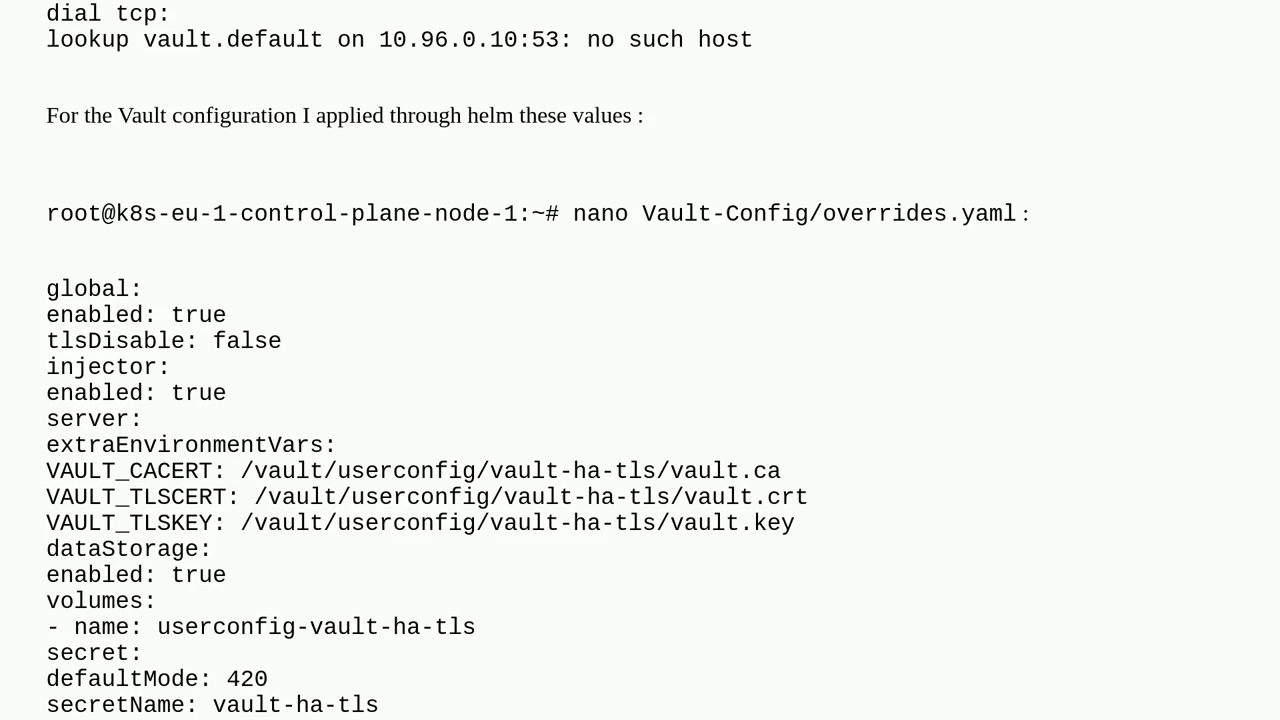 dial tcp:
lookup vault.default on 10.96.0.10:53: no such host
For the Vault configuration I applied through helm these values :
root@k8s-eu-1-control-plane-node-1:~# nano Vault-Config/overrides.yaml :
global:
enabled: true
tlsDisable: false
injector:
enabled: true
server:
extraEnvironmentVars:
VAULT_CACERT: /vault/userconfig/vault-ha-tls/vault.ca
VAULT_TLSCERT: /vault/userconfig/vault-ha-tls/vault.crt
VAULT_TLSKEY: /vault/userconfig/vault-ha-tls/vault.key
dataStorage:
enabled: true
volumes:
- name: userconfig-vault-ha-tls
secret:
defaultMode: 420
secretName: vault-ha-tls